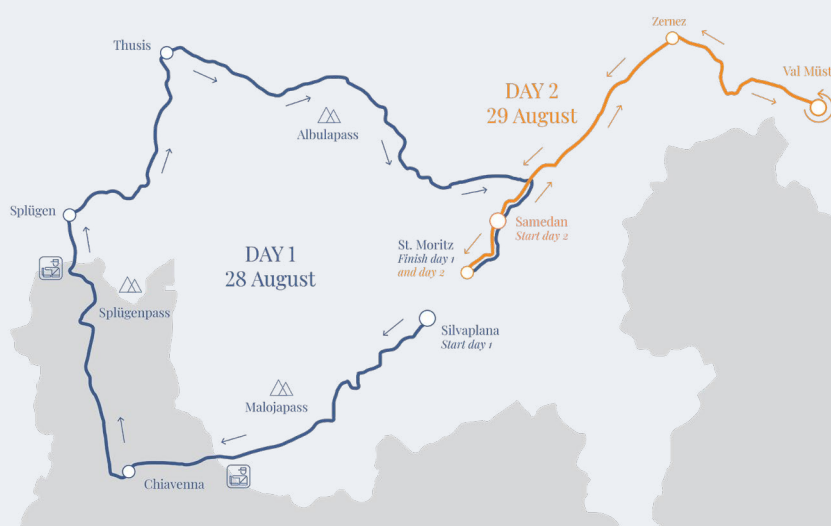 Zernez
Thusis
Val Müst
DAY 2
29 August
Albulapass
Splügen
Samedan
Start day 2
St. Moritz
Finish day 1
and day 2
DAY 1
28 August
Splügenpass
Silvaplana
Start day 1
Malojapass
Chiavenna